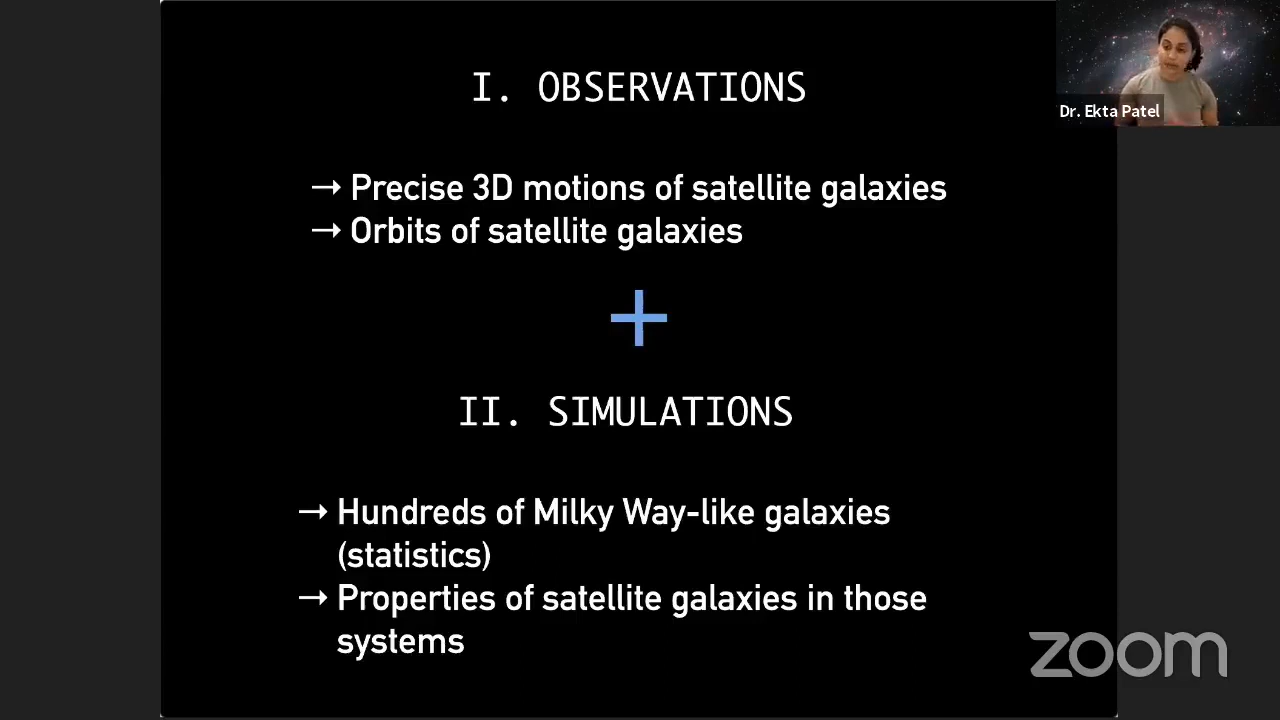 I. OBSERVATIONS
Dr. Ekta Patel
→ Precise 3D motions of satellite galaxies
→ Orbits of satellite galaxies
+
II. SIMULATIONS
→ Hundreds of Milky Way-like galaxies
(statistics)
→ Properties of satellite galaxies in those
systems
zoom